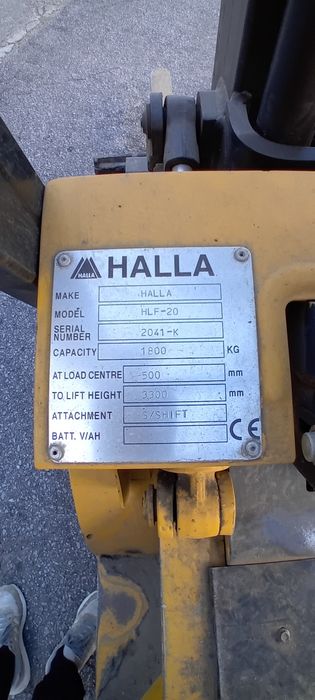 HALLA
HALLA
MAKE HALLA
MODEL HLF-20
SERIAL NUMBER 2041-K
CAPACITY 1800 KG
AT LOAD CENTRE 500 mm
TO LIFT HEIGHT 3300 mm
ATTACHMENT S/SHIFT
BATT. V/AH
CE